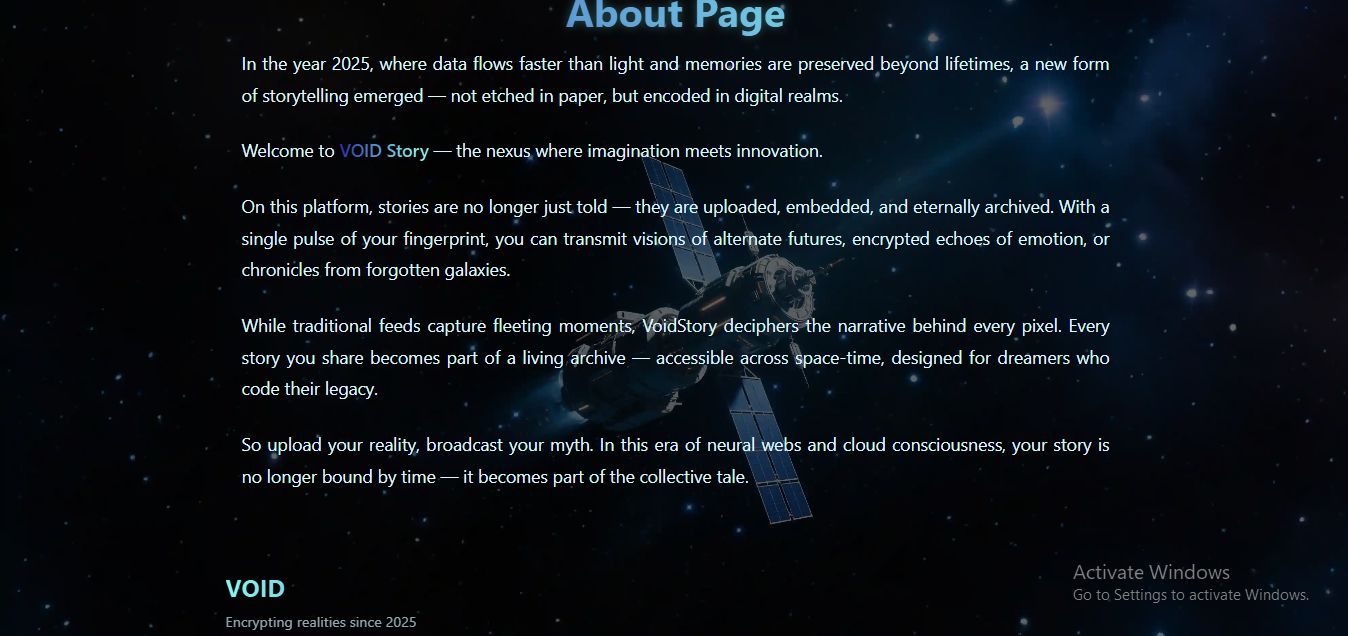 About Page
In the year 2025, where data flows faster than light and memories are preserved beyond lifetimes, a new form
of storytelling emerged — not etched in paper, but encoded in digital realms.
Welcome to VOID Story — the nexus where imagination meets innovation.
On this platform, stories are no longer just told — they are uploaded, embedded, and eternally archived. With a
single pulse of your fingerprint, you can transmit visions of alternate futures, encrypted echoes of emotion, or
chronicles from forgotten galaxies.
While traditional feeds capture fleeting moments, VoidStory deciphers the narrative behind every pixel. Every
story you share becomes part of a living archive — accessible across space-time, designed for dreamers who
code their legacy.
So upload your reality, broadcast your myth. In this era of neural webs and cloud consciousness, your story is
no longer bound by time — it becomes part of the collective tale.
VOID
Encrypting realities since 2025
Activate Windows
Go to Settings to activate Windows.